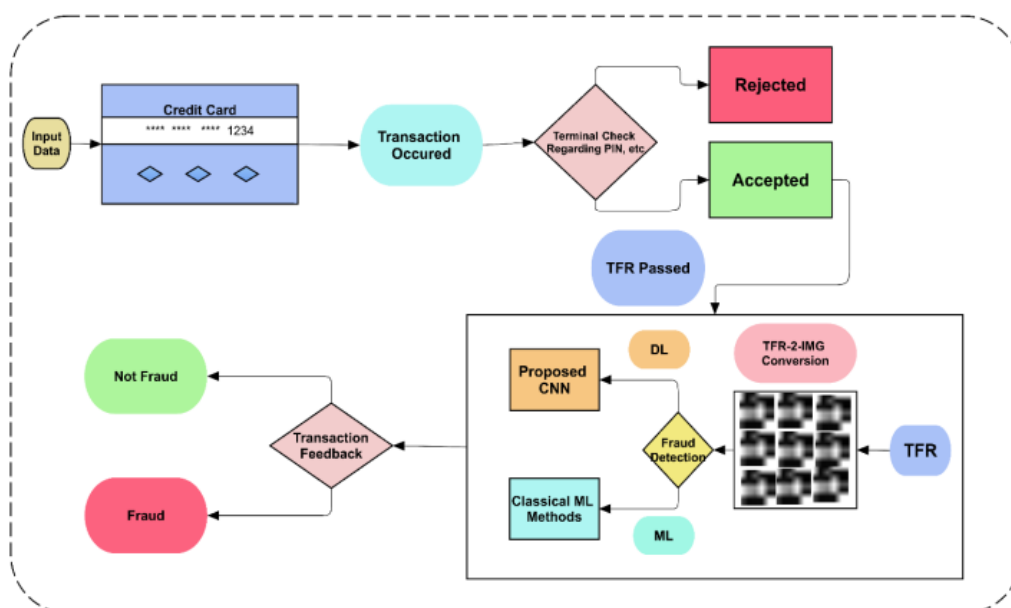 Input
Data
Credit Card
**** **** **** 1234
Transaction
Occured
Terminal Check
Regarding PIN, etc.
Rejected
Accepted
TFR Passed
TFR-2-IMG
Conversion
TFR
Fraud
Detection
DL
Proposed
CNN
Classical ML
Methods
ML
Transaction
Feedback
Not Fraud
Fraud